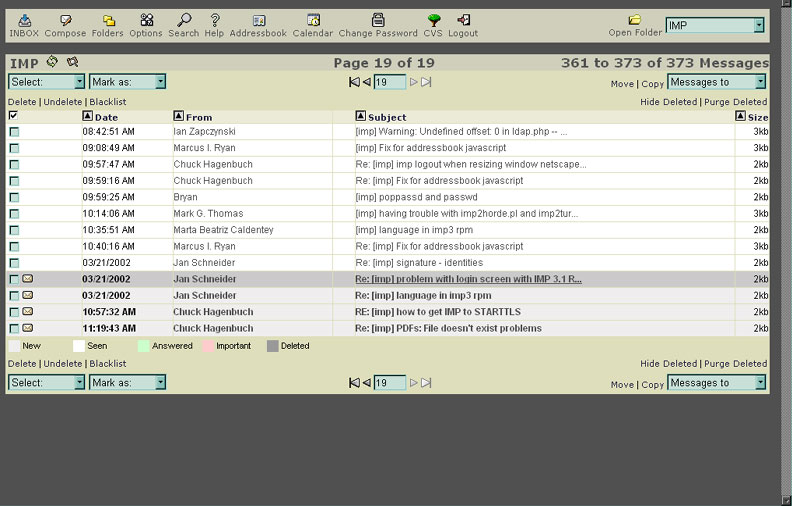 INBOX Compose Folders Options Search Help Addressbook Calendar Change Password CVS Logout Open Folder IMP
IMP Page 19 of 19 361 to 373 of 373 Messages
Select: Mark as: 19 Move | Copy Messages to
Delete | Undelete | Blacklist Hide Deleted | Purge Deleted
Date From Subject Size
08:42:51 AM Ian Zapczynski [imp] Warning: Undefined offset: 0 in ldap.php -- ... 3kb
09:08:49 AM Marcus I. Ryan [imp] Fix for addressbook javascript 3kb
09:57:47 AM Chuck Hagenbuch Re: [imp] imp logout when resizing window netscape... 2kb
09:59:16 AM Chuck Hagenbuch Re: [imp] Fix for addressbook javascript 2kb
09:59:25 AM Bryan [imp] poppassd and passwd 2kb
10:14:06 AM Mark G. Thomas [imp] having trouble with imp2horde.pl and imp2tur... 2kb
10:35:51 AM Marta Beatriz Caldentey [imp] language in imp3 rpm 2kb
10:40:16 AM Marcus I. Ryan Re: [imp] Fix for addressbook javascript 3kb
03/21/2002 Jan Schneider Re: [imp] signature - identities 2kb
03/21/2002 Jan Schneider Re: [imp] problem with login screen with IMP 3.1 R... 2kb
03/21/2002 Jan Schneider Re: [imp] language in imp3 rpm 2kb
10:57:32 AM Chuck Hagenbuch RE: [imp] how to get IMP to STARTTLS 2kb
11:19:43 AM Chuck Hagenbuch Re: [imp] PDFs: File doesn't exist problems 2kb
New Seen Answered Important Deleted
Delete | Undelete | Blacklist Hide Deleted | Purge Deleted
Select: Mark as: 19 Move | Copy Messages to